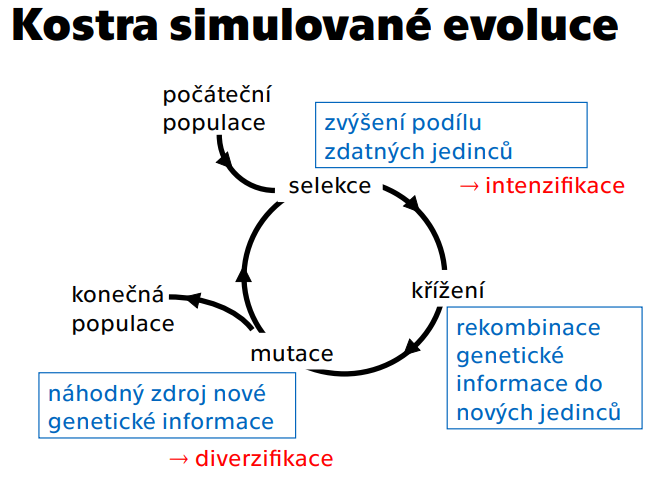 Kostra simulované evoluce
počáteční
populace
zvýšení podílu
zdatných jedinců
selekce
→ intenzifikace
křížení
rekombinace
genetické
informace do
nových jedinců
konečná
populace
mutace
náhodný zdroj nové
genetické informace
→ diverzifikace